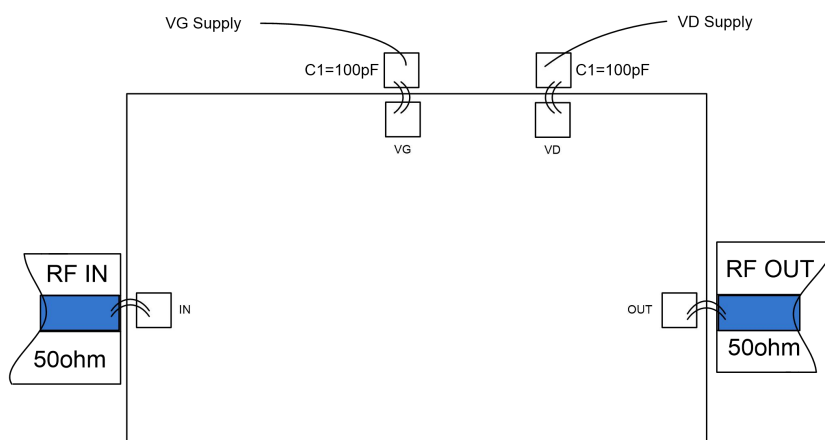 VG Supply
VD Supply
C1=100pF
C1=100pF
VG
VD
RF IN
RF OUT
IN
OUT
50ohm
50ohm